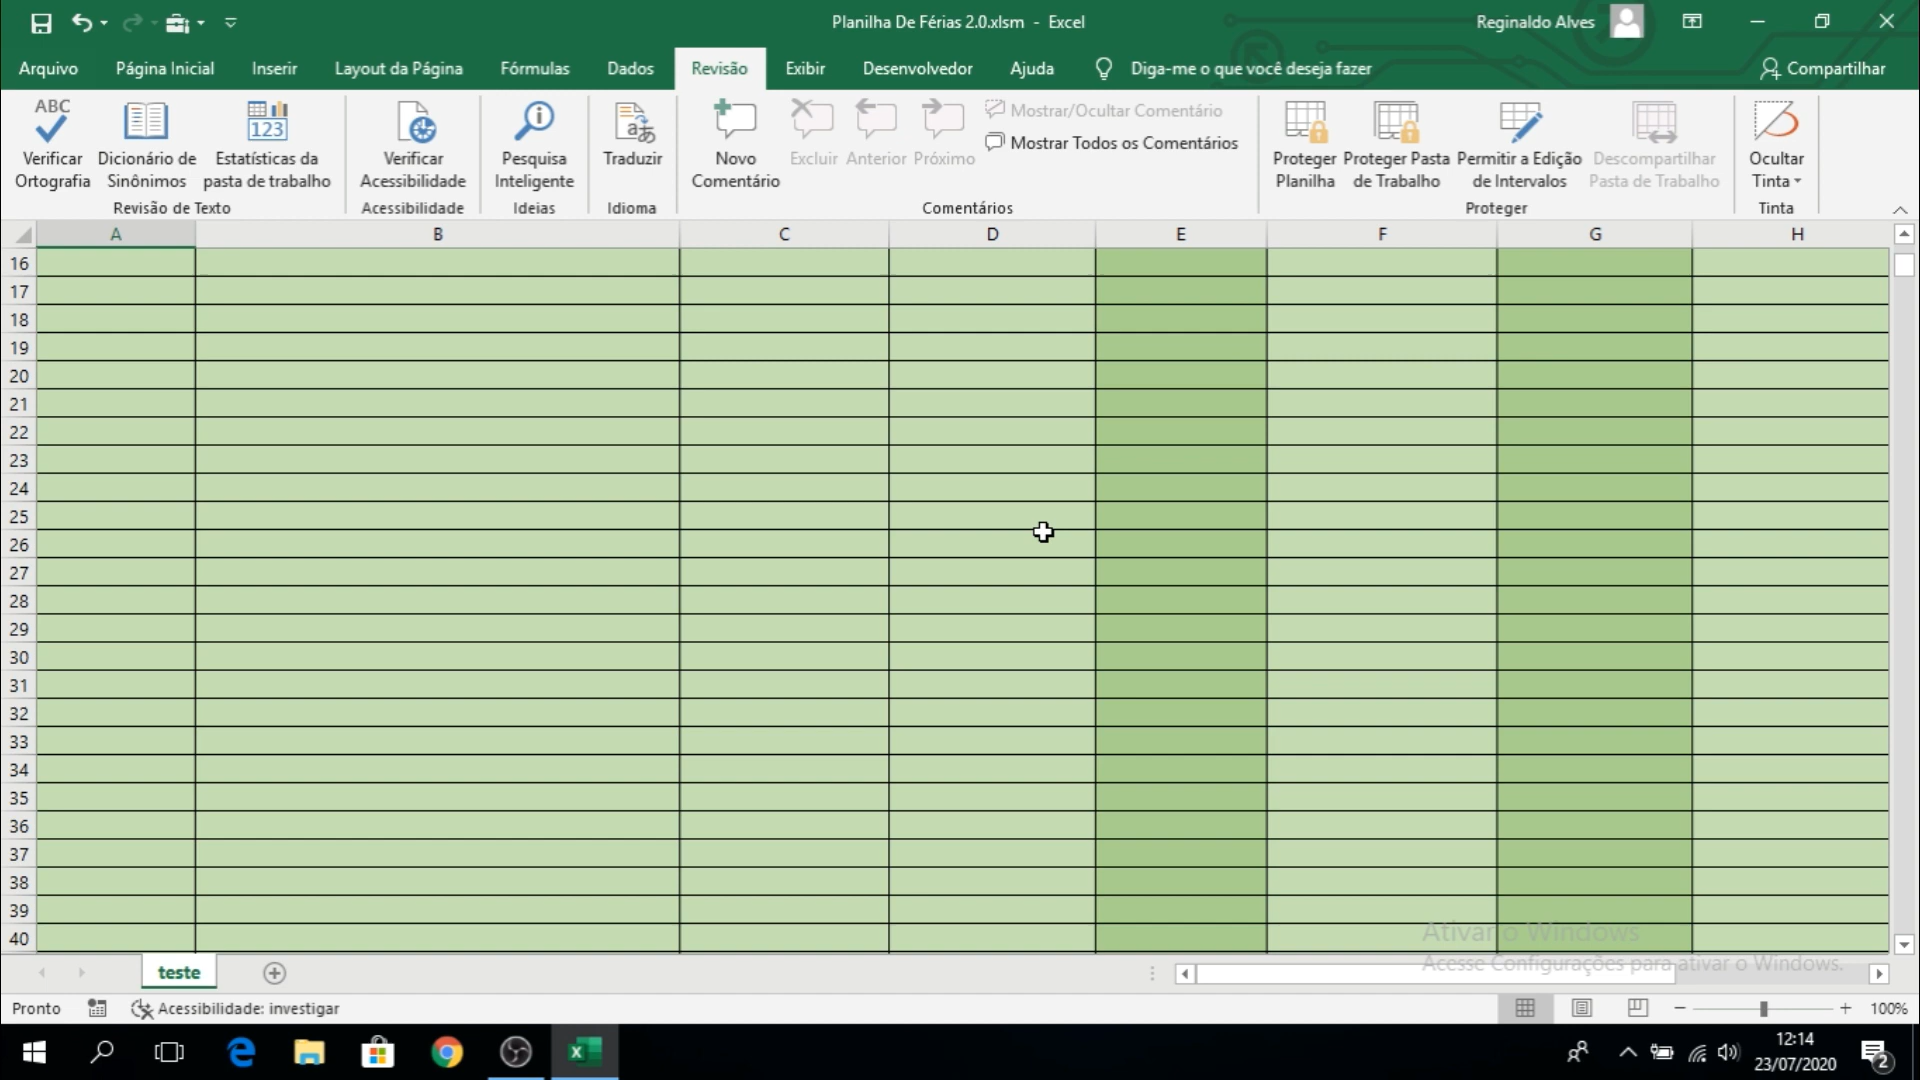 Planilha De Férias 2.0.xlsm - Excel
Reginaldo Alves
Arquivo Página Inicial Inserir Layout da Página Fórmulas Dados Revisão Exibir Desenvolvedor Ajuda Diga-me o que você deseja fazer Compartilhar
ABC
Verificar Ortografia
Dicionário de Sinônimos
123
Estatísticas da pasta de trabalho
Revisão de Texto
Verificar Acessibilidade
Acessibilidade
Pesquisa Inteligente
Ideias
Traduzir
Idioma
Novo Comentário
Excluir Anterior Próximo
Mostrar/Ocultar Comentário
Mostrar Todos os Comentários
Comentários
Proteger Planilha
Proteger Pasta de Trabalho
Permitir a Edição de Intervalos
Descompartilhar Pasta de Trabalho
Proteger
Ocultar Tinta
Tinta
A B C D E F G H
16
17
18
19
20
21
22
23
24
25
26
27
28
29
30
31
32
33
34
35
36
37
38
39
40
Ativar o Windows
Acesse Configurações para ativar o Windows.
teste
Pronto Acessibilidade: investigar 100%
12:14
23/07/2020
2